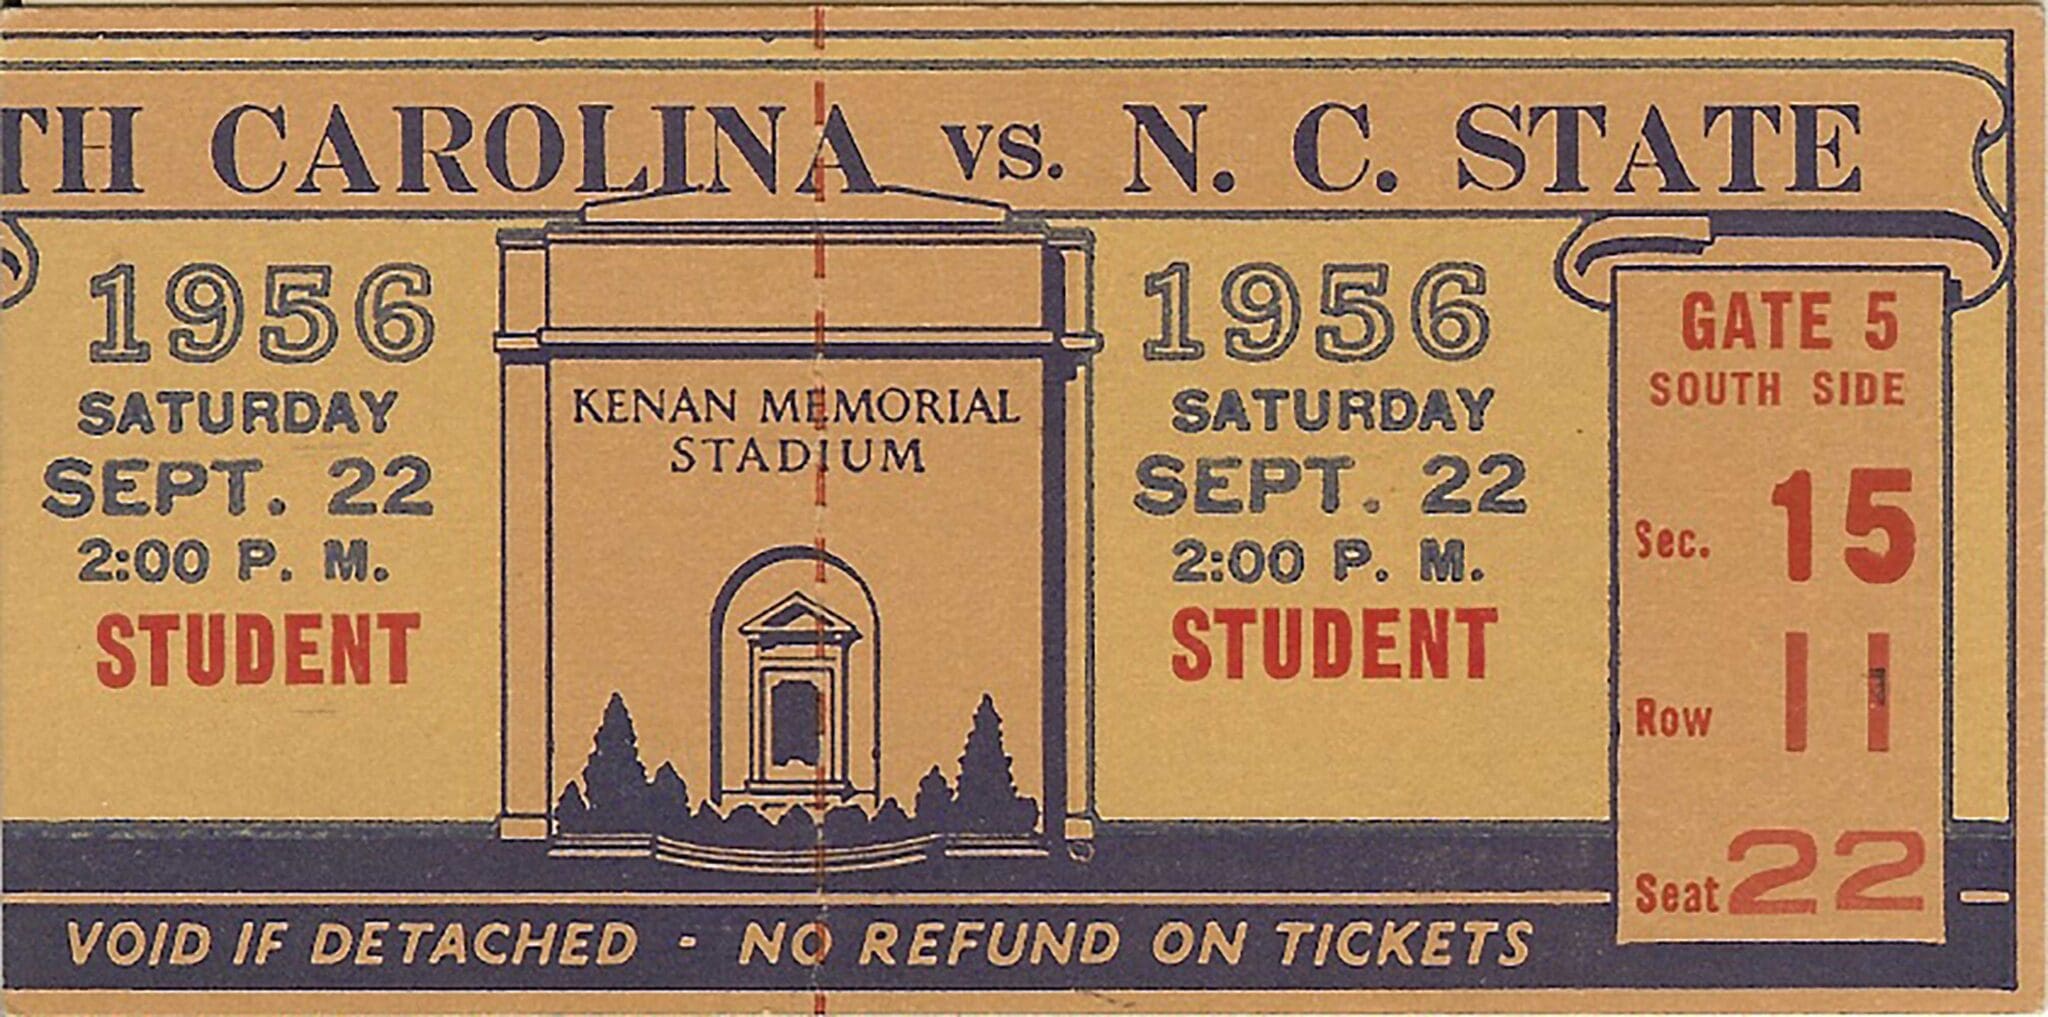 TH CAROLINA vs. N. C. STATE
1956
SATURDAY
SEPT. 22
2:00 P. M.
STUDENT
KENAN MEMORIAL
STADIUM
1956
SATURDAY
SEPT. 22
2:00 P. M.
STUDENT
GATE 5
SOUTH SIDE
Sec. 15
Row 11
Seat 22
VOID IF DETACHED - NO REFUND ON TICKETS